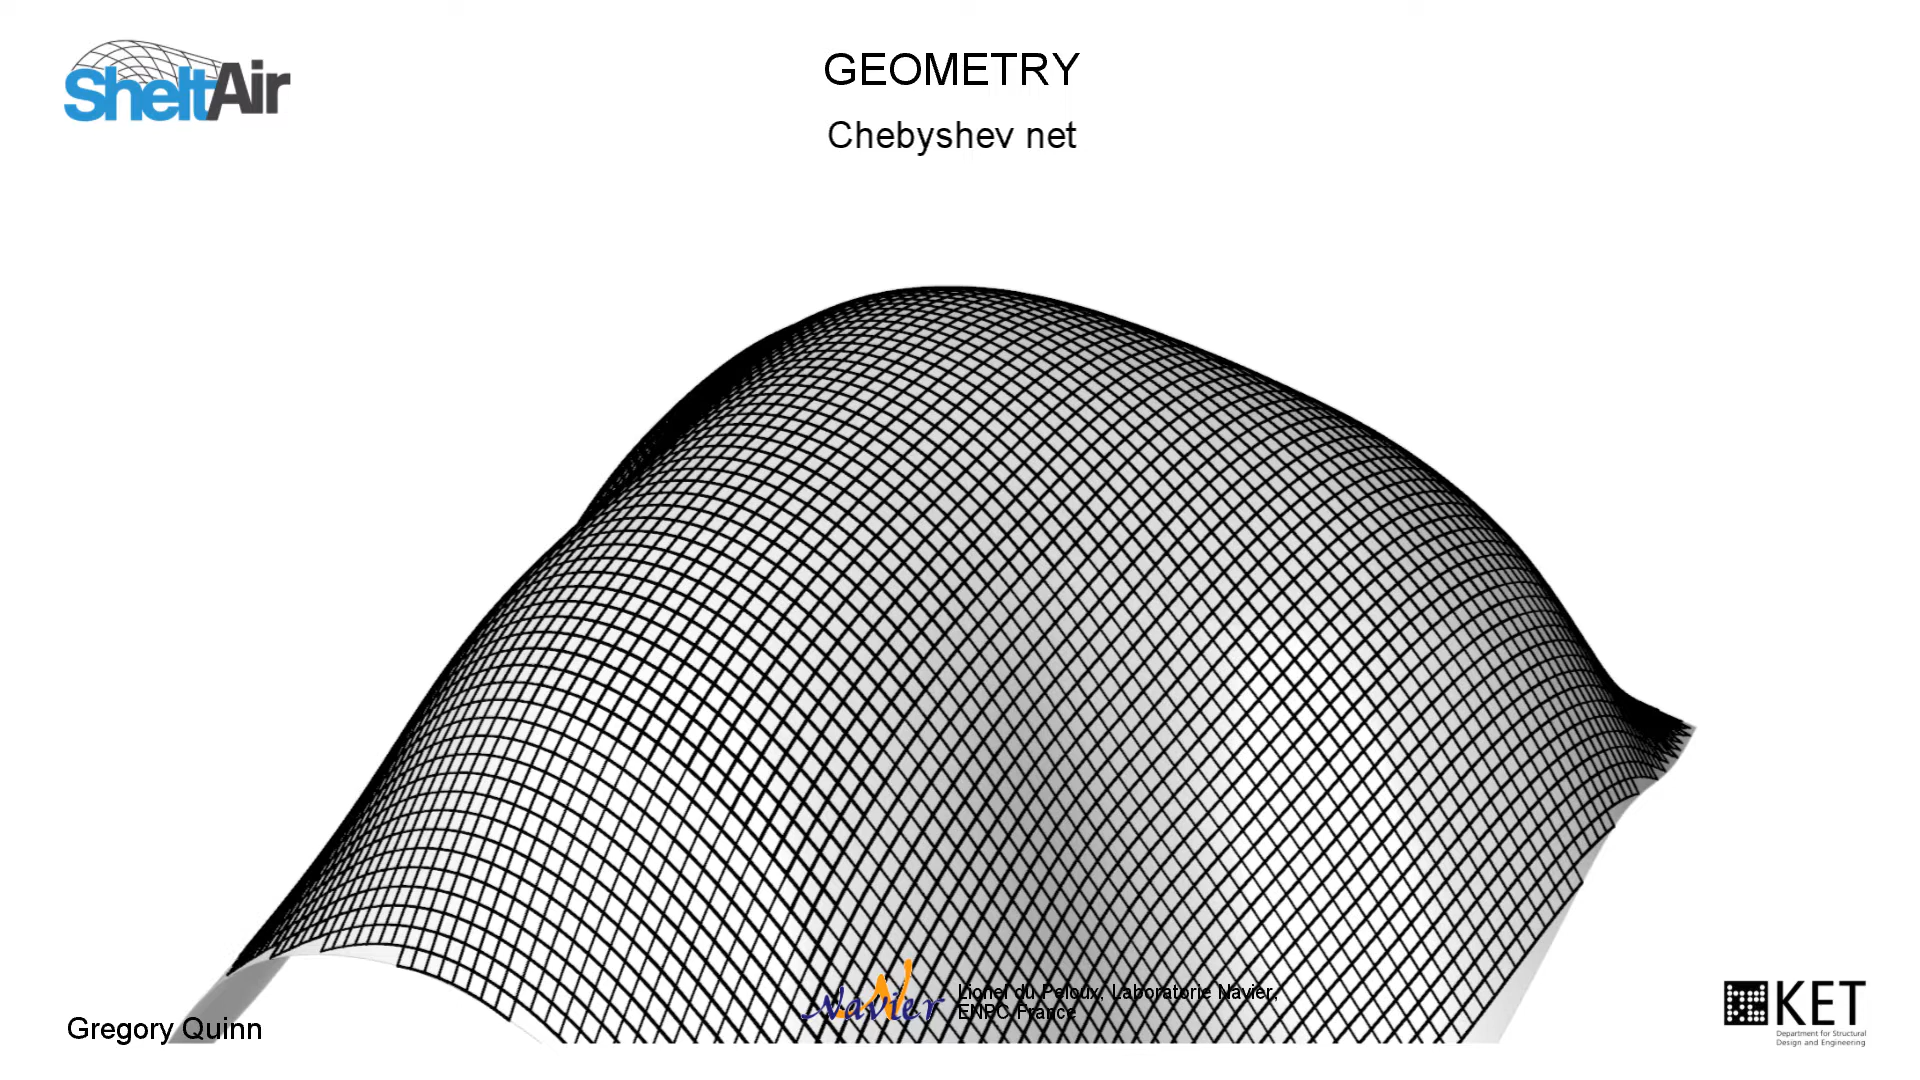 SheltAir
GEOMETRY
Chebyshev net
Navier
Lionel du Peloux, Laboratorie Navier,
ENPC France
Gregory Quinn
KET
Department for Structural
Design and Engineering